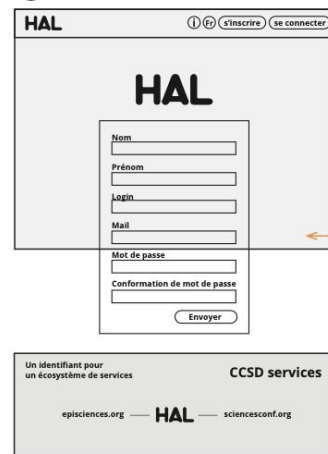 HAL i Fr s'inscrire se connecter
HAL
Nom
Prénom
Login
Mail
Mot de passe
Conformation de mot de passe
Envoyer
Un identifiant pour
un écosystème de services
CCSD services
episciences.org HAL sciencesconf.org